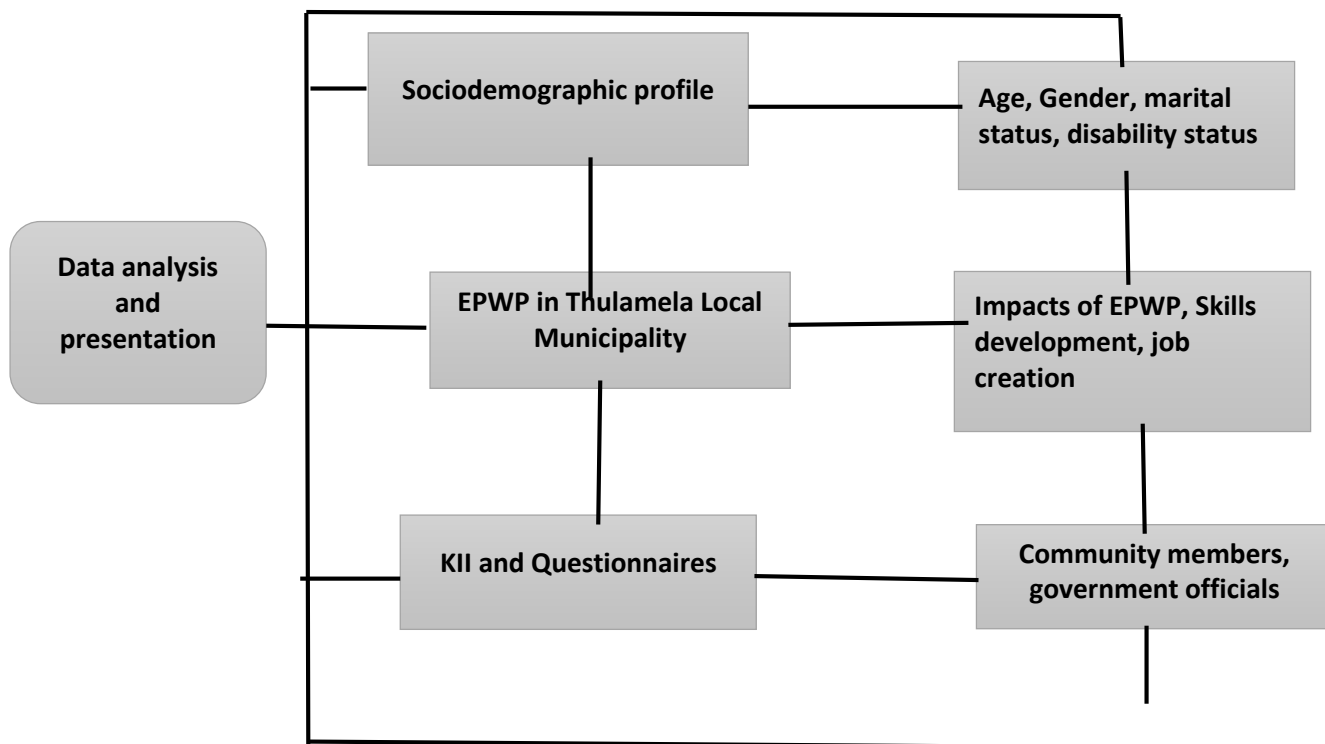 Sociodemographic profile
Age, Gender, marital
status, disability status
Data analysis
and
presentation
EPWP in Thulamela Local
Municipality
Impacts of EPWP, Skills
development, job
creation
KII and Questionnaires
Community members,
government officials